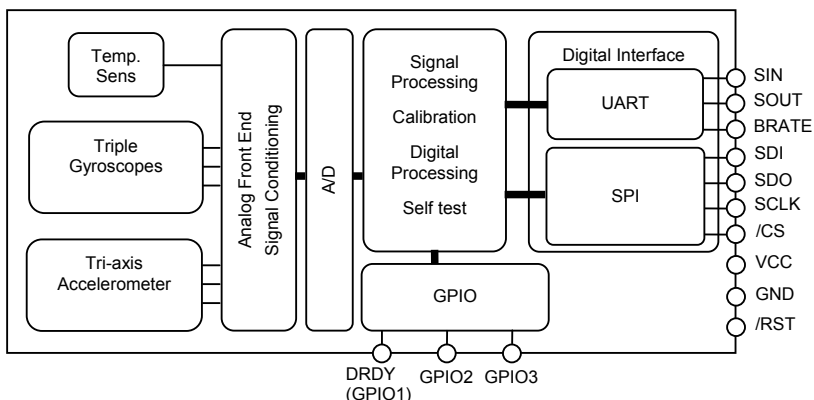 Temp.
Sens
Triple
Gyroscopes
Tri-axis
Accelerometer
Analog Front End
Signal Conditioning
A/D
Signal
Processing
Calibration
Digital
Processing
Self test
GPIO
Digital Interface
UART
SPI
SIN
SOUT
BRATE
SDI
SDO
SCLK
/CS
VCC
GND
/RST
DRDY
(GPIO1)
GPIO2
GPIO3